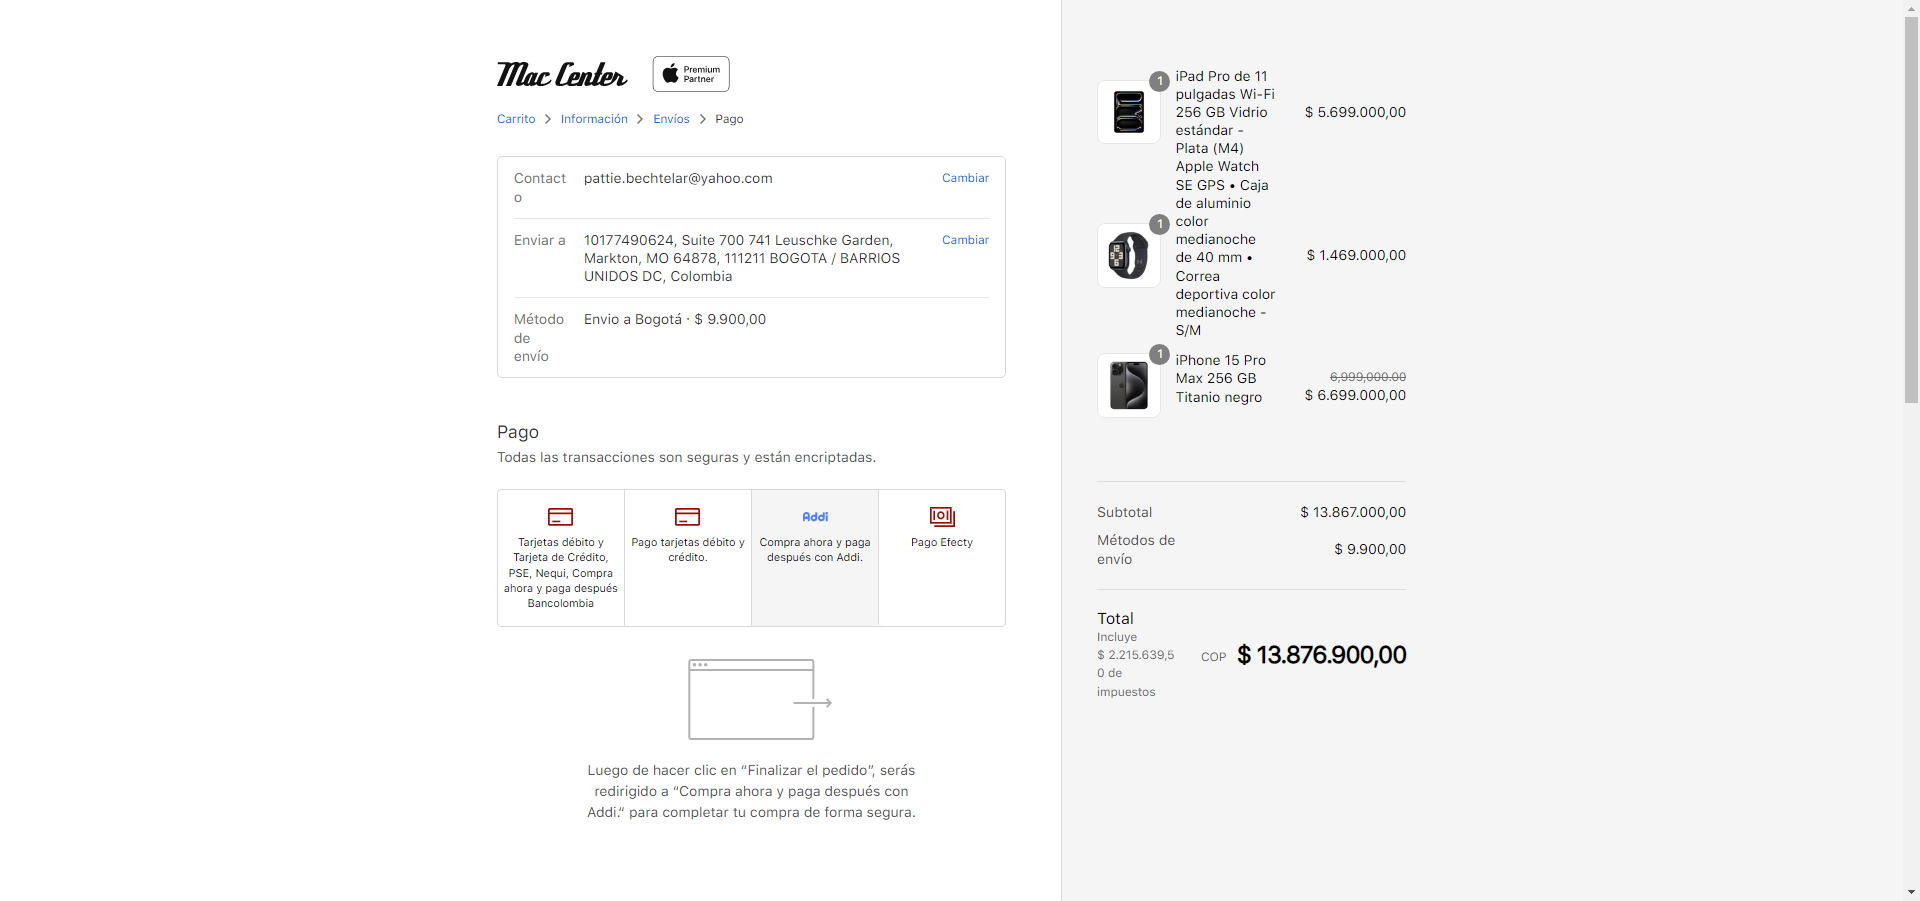 Mac Center
Premium
Partner
Carrito > Información > Envíos > Pago
Contact
o
pattie.bechtelar@yahoo.com
Cambiar
Enviar a
10177490624, Suite 700 741 Leuschke Garden,
Markton, MO 64878, 111211 BOGOTA / BARRIOS
UNIDOS DC, Colombia
Cambiar
Método
de
envío
Envio a Bogotá · $ 9.900,00
Pago
Todas las transacciones son seguras y están encriptadas.
Tarjetas débito y
Tarjeta de Crédito,
PSE, Nequi, Compra
ahora y paga después
Bancolombia
Pago tarjetas débito y
crédito.
Addi
Compra ahora y paga
después con Addi.
Pago Efecty
Luego de hacer clic en “Finalizar el pedido”, serás
redirigido a “Compra ahora y paga después con
Addi.“ para completar tu compra de forma segura.
1
iPad Pro de 11
pulgadas Wi-Fi
256 GB Vidrio
estándar -
Plata (M4)
$ 5.699.000,00
1
Apple Watch
SE GPS • Caja
de aluminio
color
medianoche
de 40 mm •
Correa
deportiva color
medianoche -
S/M
$ 1.469.000,00
1
iPhone 15 Pro
Max 256 GB
Titanio negro
6,999,000.00
$ 6.699.000,00
Subtotal
$ 13.867.000,00
Métodos de
envío
$ 9.900,00
Total
Incluye
$ 2.215.639,5
0 de
impuestos
COP $ 13.876.900,00